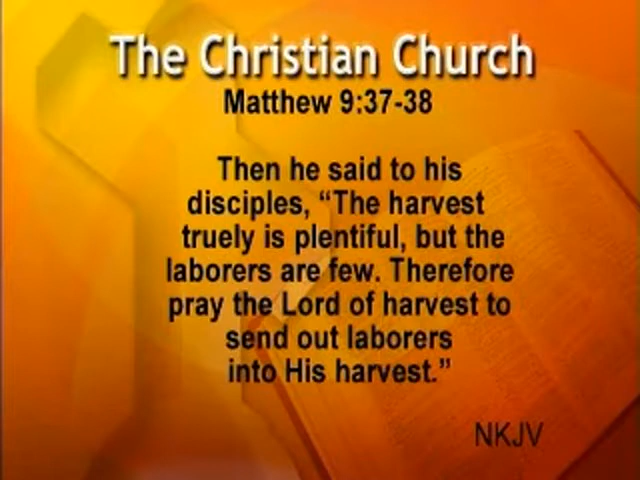 The Christian Church
Matthew 9:37-38
Then he said to his
disciples, “The harvest
truely is plentiful, but the
laborers are few. Therefore
pray the Lord of harvest to
send out laborers
into His harvest.”
NKJV